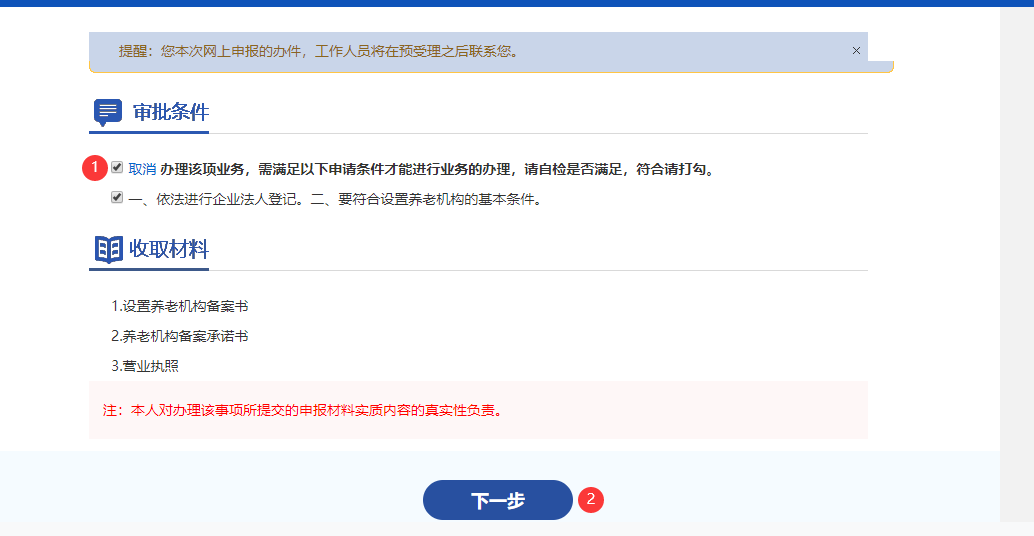 提醒：您本次网上申报的办件，工作人员将在预受理之后联系您。 ×
审批条件
1 取消 办理该项业务，需满足以下申请条件才能进行业务的办理，请自检是否满足，符合请打勾。
一、依法进行企业法人登记。二、要符合设置养老机构的基本条件。
收取材料
1.设置养老机构备案书
2.养老机构备案承诺书
3.营业执照
注：本人对办理该事项所提交的申报材料实质内容的真实性负责。
下一步 2